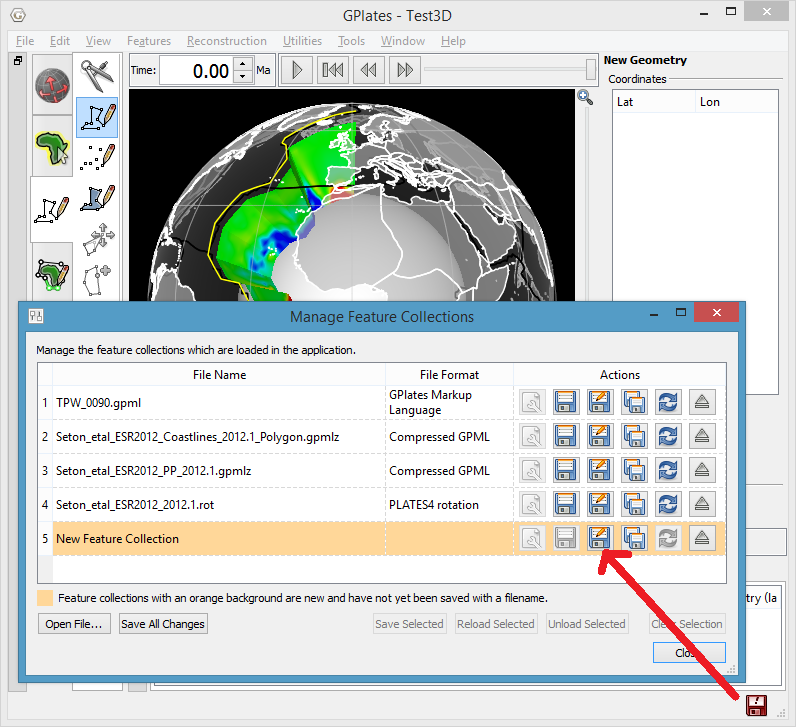 GPlates - Test3D
File Edit View Features Reconstruction Utilities Tools Window Help
Time: 0.00 Ma
New Geometry
Coordinates
Lat Lon
Manage Feature Collections
Manage the feature collections which are loaded in the application.
File Name File Format Actions
1 TPW_0090.gpml GPlates Markup
Language
2 Seton_etal_ESR2012_Coastlines_2012.1_Polygon.gpmlz Compressed GPML
3 Seton_etal_ESR2012_PP_2012.1.gpmlz Compressed GPML
4 Seton_etal_ESR2012_2012.1.rot PLATES4 rotation
5 New Feature Collection
Feature collections with an orange background are new and have not yet been saved with a filename.
Open File... Save All Changes Save Selected Reload Selected Unload Selected Clear Selection
Close